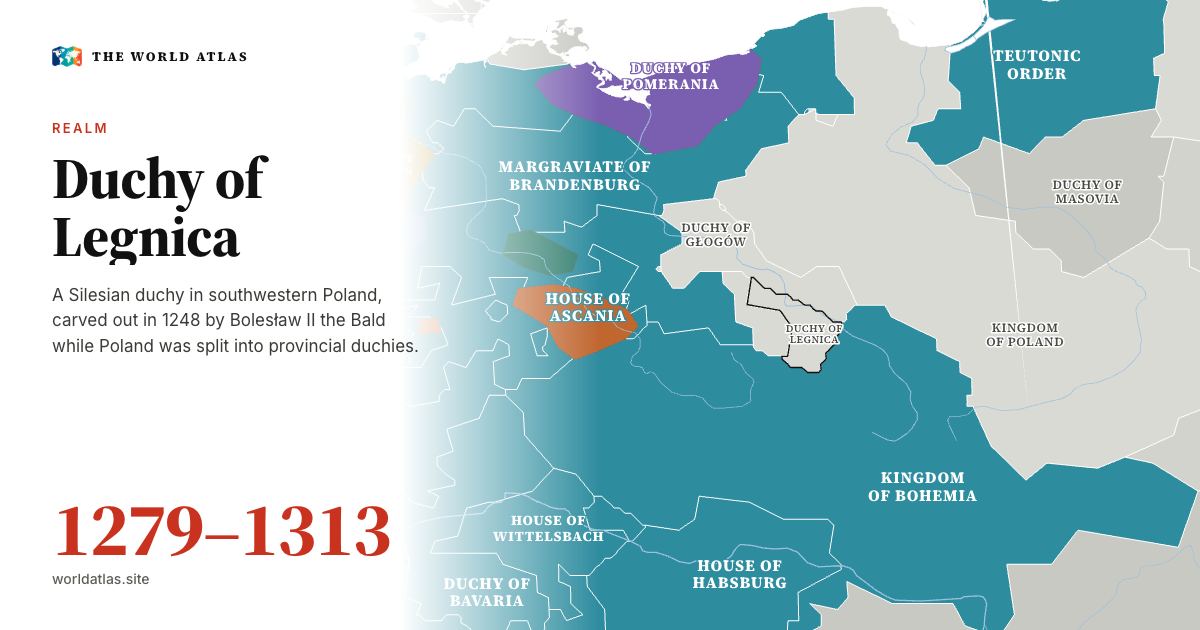 THE WORLD ATLAS
REALM
Duchy of
Legnica
A Silesian duchy in southwestern Poland,
carved out in 1248 by Bolesław II the Bald
while Poland was split into provincial duchies.
1279–1313
worldatlas.site
DUCHY OF
POMERANIA
TEUTONIC
ORDER
MARGRAVIATE OF
BRANDENBURG
DUCHY OF
MASOVIA
DUCHY OF
GŁOGÓW
HOUSE OF
ASCANIA
DUCHY OF
LEGNICA
KINGDOM
OF POLAND
KINGDOM
OF BOHEMIA
HOUSE OF
WITTELSBACH
HOUSE OF
HABSBURG
DUCHY OF
BAVARIA